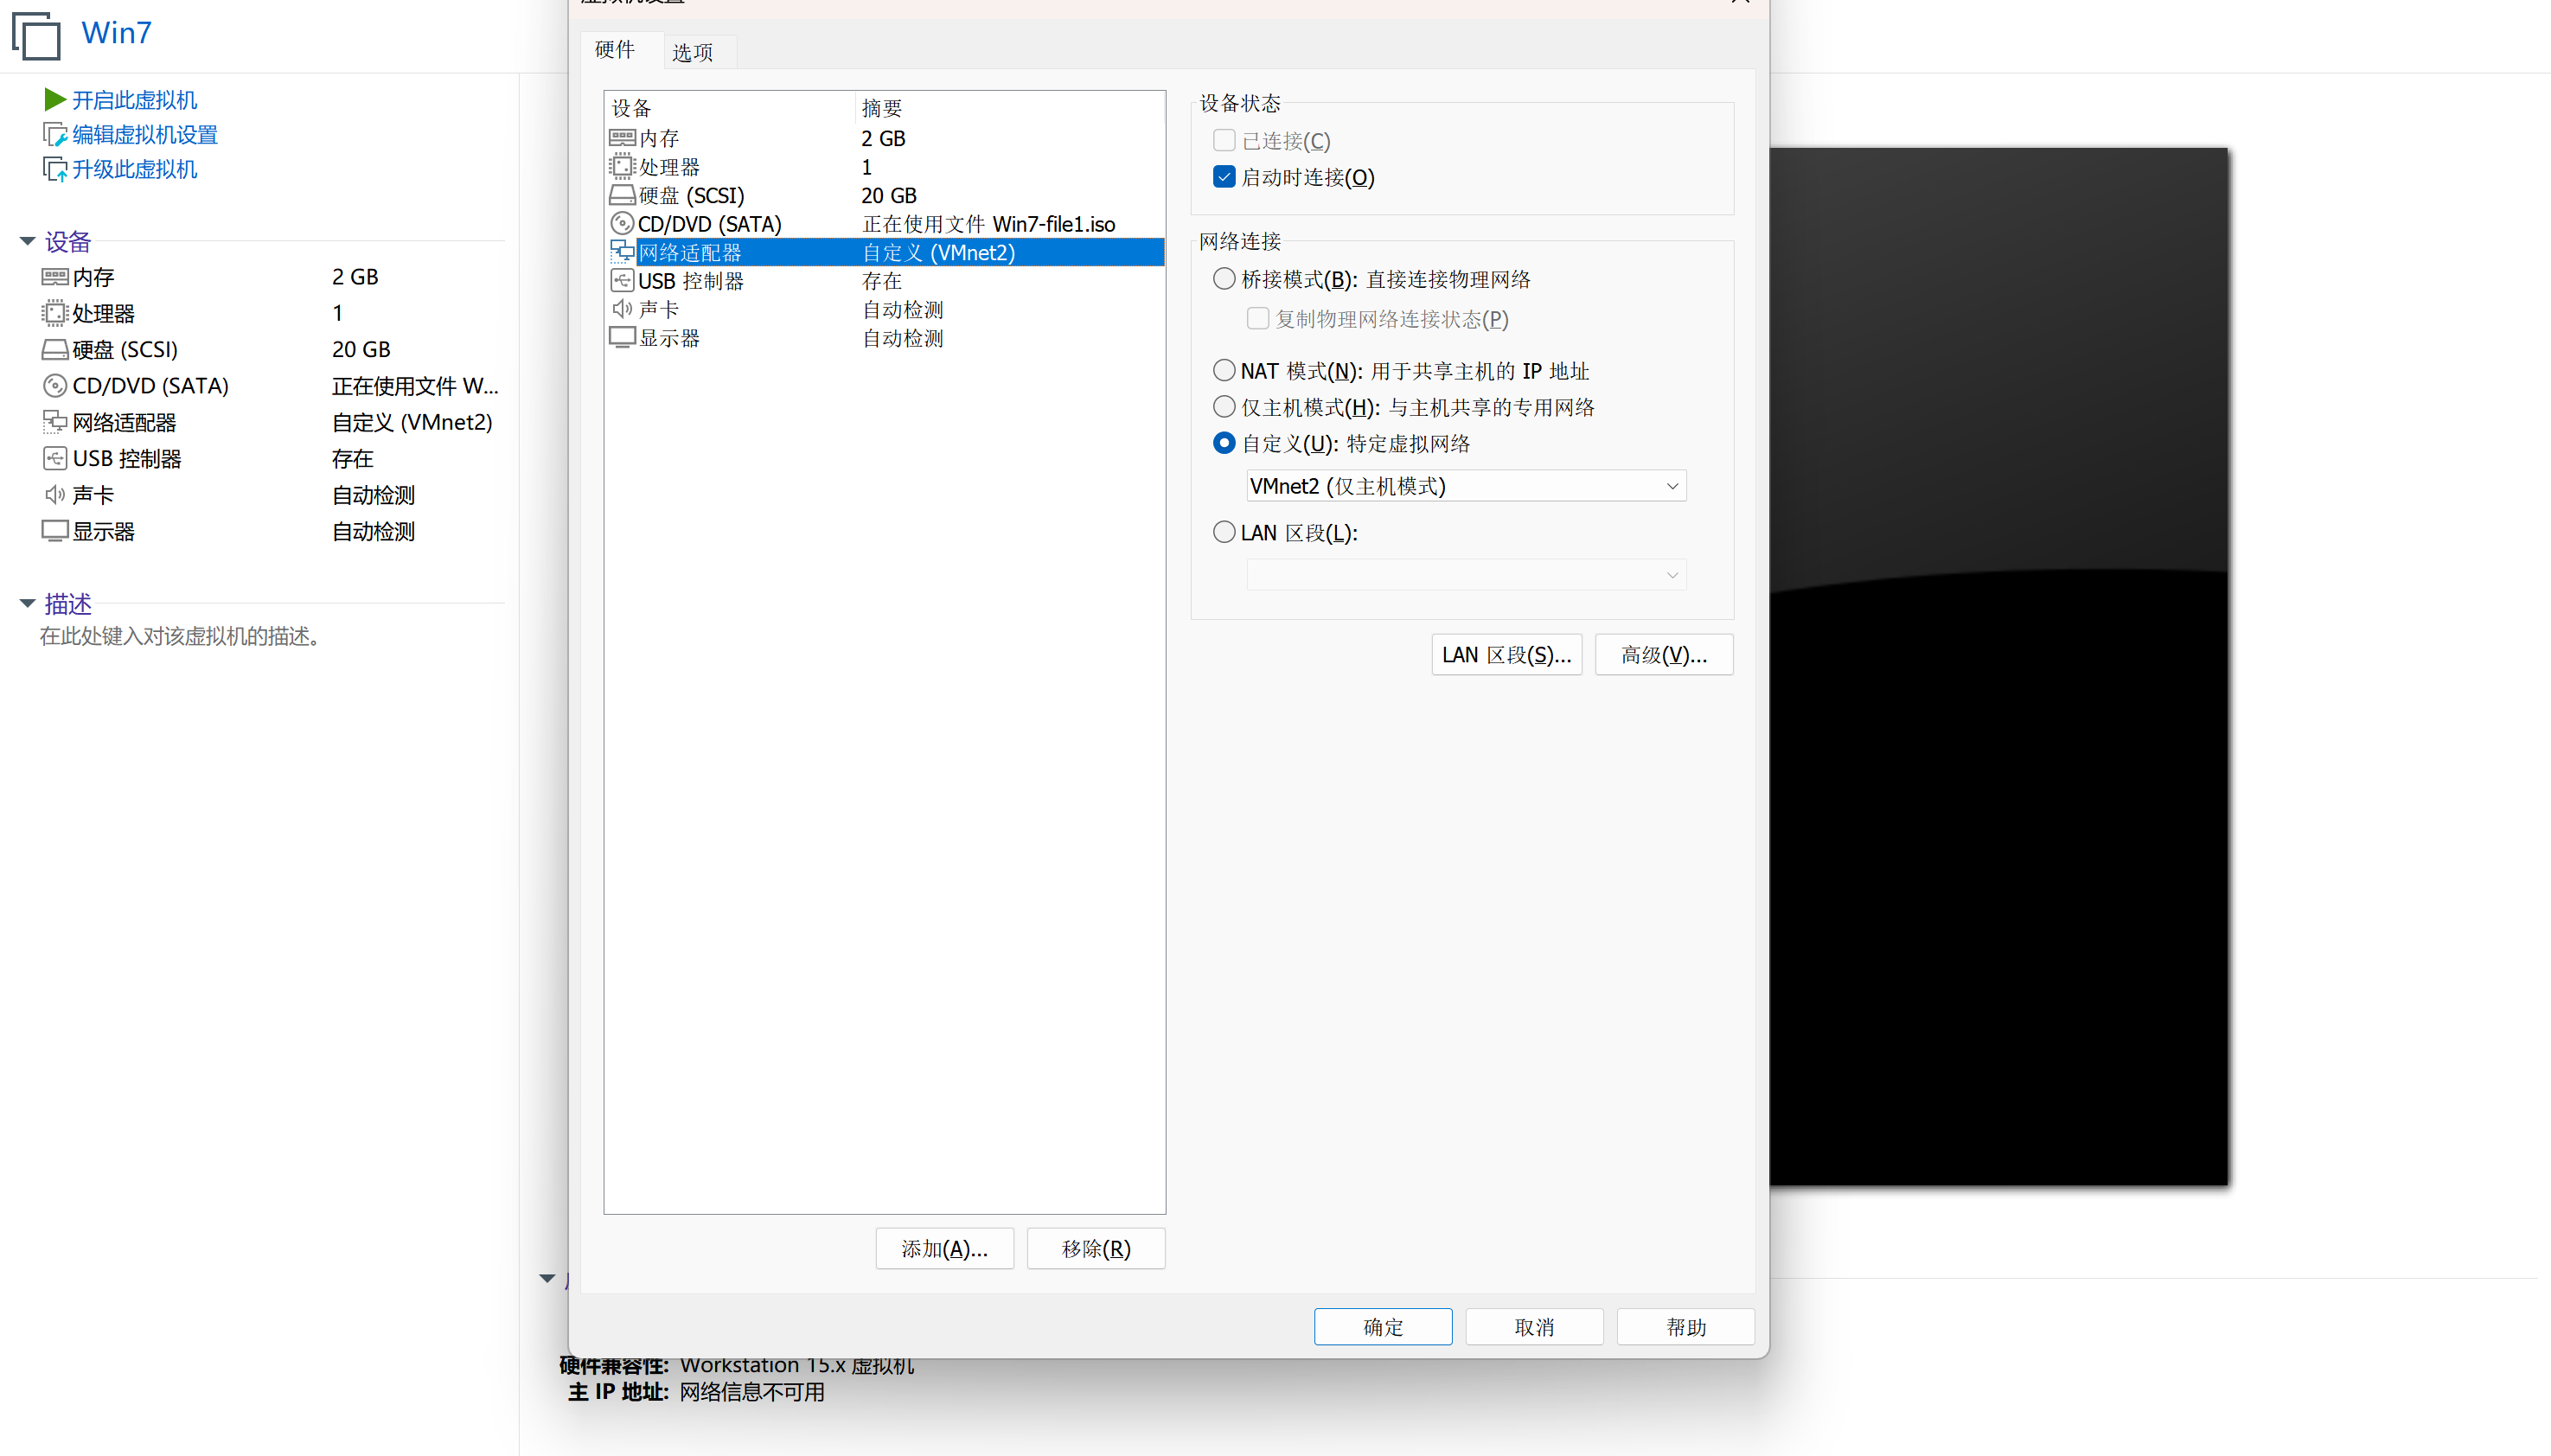 Win7
开启此虚拟机
编辑虚拟机设置
升级此虚拟机
设备
内存 2 GB
处理器 1
硬盘 (SCSI) 20 GB
CD/DVD (SATA) 正在使用文件 W...
网络适配器 自定义 (VMnet2)
USB 控制器 存在
声卡 自动检测
显示器 自动检测
描述
在此处键入对该虚拟机的描述。
虚拟机设置
硬件
选项
设备 摘要
内存 2 GB
处理器 1
硬盘 (SCSI) 20 GB
CD/DVD (SATA) 正在使用文件 Win7-file1.iso
网络适配器 自定义 (VMnet2)
USB 控制器 存在
声卡 自动检测
显示器 自动检测
添加(A)...
移除(R)
设备状态
已连接(C)
启动时连接(O)
网络连接
桥接模式(B): 直接连接物理网络
复制物理网络连接状态(P)
NAT 模式(N): 用于共享主机的 IP 地址
仅主机模式(H): 与主机共享的专用网络
自定义(U): 特定虚拟网络
VMnet2 (仅主机模式)
LAN 区段(L):
LAN 区段(S)...
高级(V)...
确定
取消
帮助
硬件兼容性: Workstation 15.x 虚拟机
主 IP 地址: 网络信息不可用